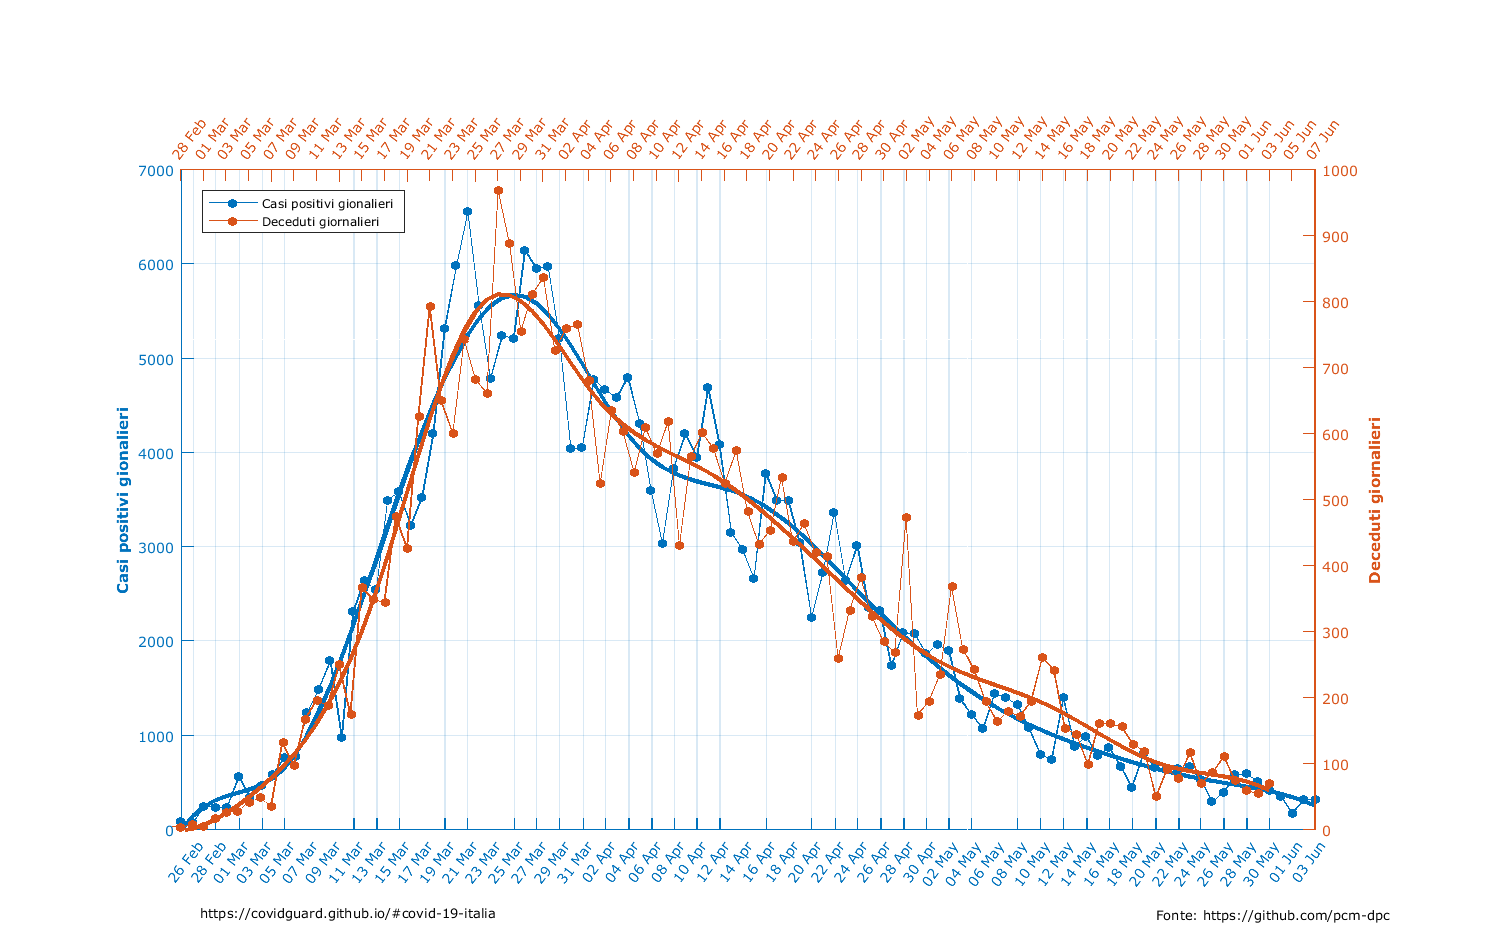 28 Feb
01 Mar
03 Mar
05 Mar
07 Mar
09 Mar
11 Mar
13 Mar
15 Mar
17 Mar
19 Mar
21 Mar
23 Mar
25 Mar
27 Mar
29 Mar
31 Mar
02 Apr
04 Apr
06 Apr
08 Apr
10 Apr
12 Apr
14 Apr
16 Apr
18 Apr
20 Apr
22 Apr
24 Apr
26 Apr
28 Apr
30 Apr
02 May
04 May
06 May
08 May
10 May
12 May
14 May
16 May
18 May
20 May
22 May
24 May
26 May
28 May
30 May
01 Jun
03 Jun
05 Jun
07 Jun
Casi positivi gionalieri
7000
6000
5000
4000
3000
2000
1000
0
Casi positivi gionalieri
Deceduti giornalieri
1000
900
800
700
600
500
400
300
200
100
0
Deceduti giornalieri
26 Feb
28 Feb
01 Mar
03 Mar
05 Mar
07 Mar
09 Mar
11 Mar
13 Mar
15 Mar
17 Mar
19 Mar
21 Mar
23 Mar
25 Mar
27 Mar
29 Mar
31 Mar
02 Apr
04 Apr
06 Apr
08 Apr
10 Apr
12 Apr
14 Apr
16 Apr
18 Apr
20 Apr
22 Apr
24 Apr
26 Apr
28 Apr
30 Apr
02 May
04 May
06 May
08 May
10 May
12 May
14 May
16 May
18 May
20 May
22 May
24 May
26 May
28 May
30 May
01 Jun
03 Jun
https://covidguard.github.io/#covid-19-italia
Fonte: https://github.com/pcm-dpc